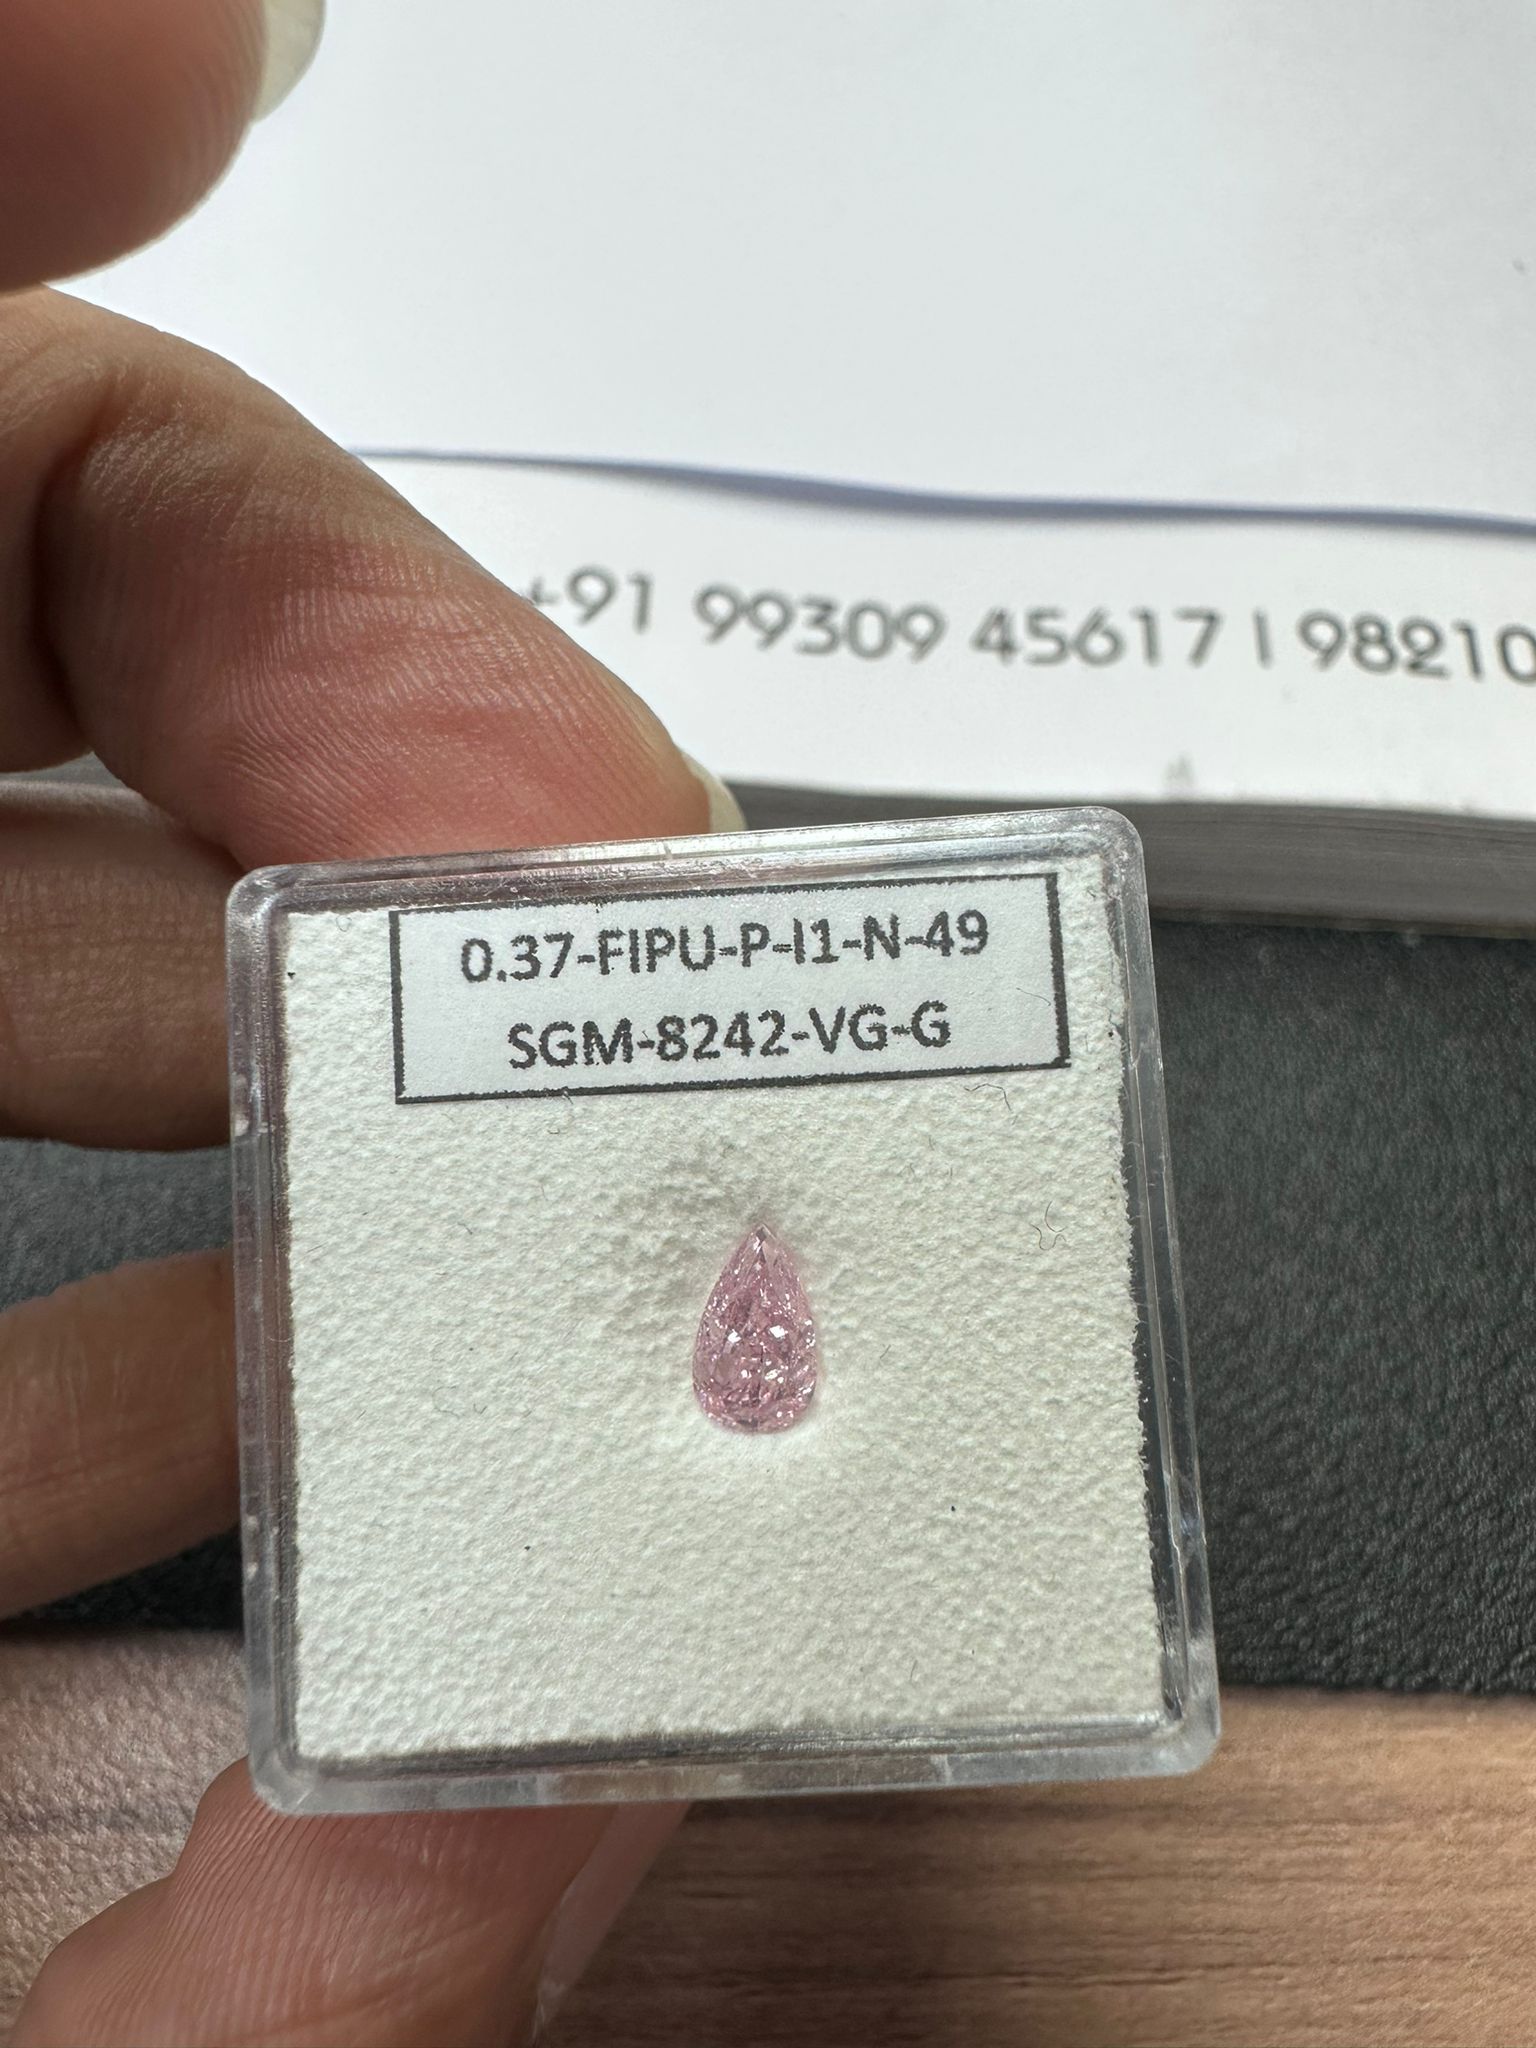 +91 99309 45617 | 98210
0.37-FIPU-P-I1-N-49
SGM-8242-VG-G